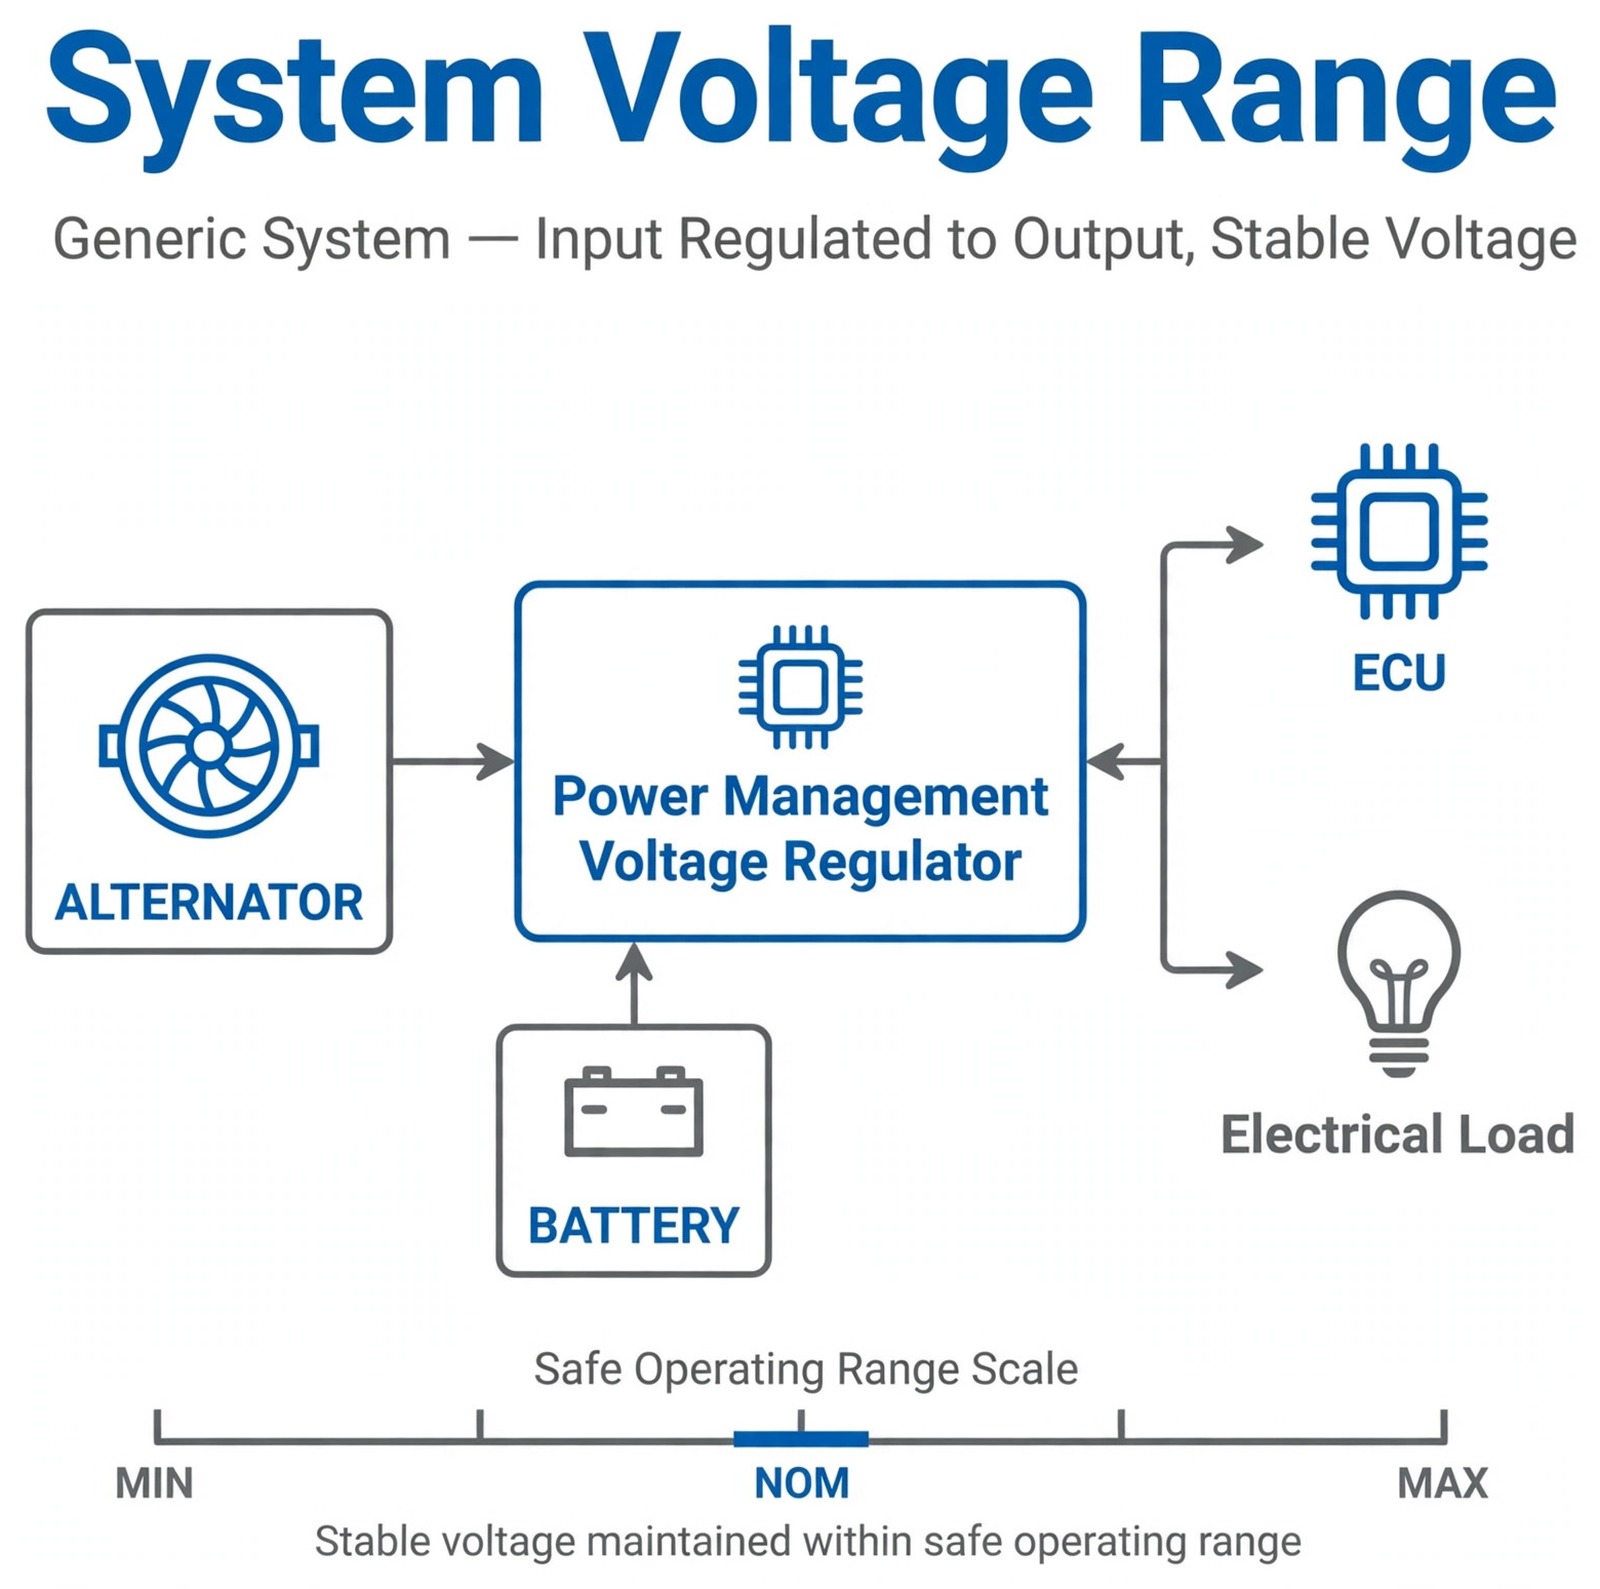 System Voltage Range
Generic System — Input Regulated to Output, Stable Voltage
ECU
Power Management
Voltage Regulator
ALTERNATOR
Electrical Load
BATTERY
Safe Operating Range Scale
MIN
NOM
MAX
Stable voltage maintained within safe operating range